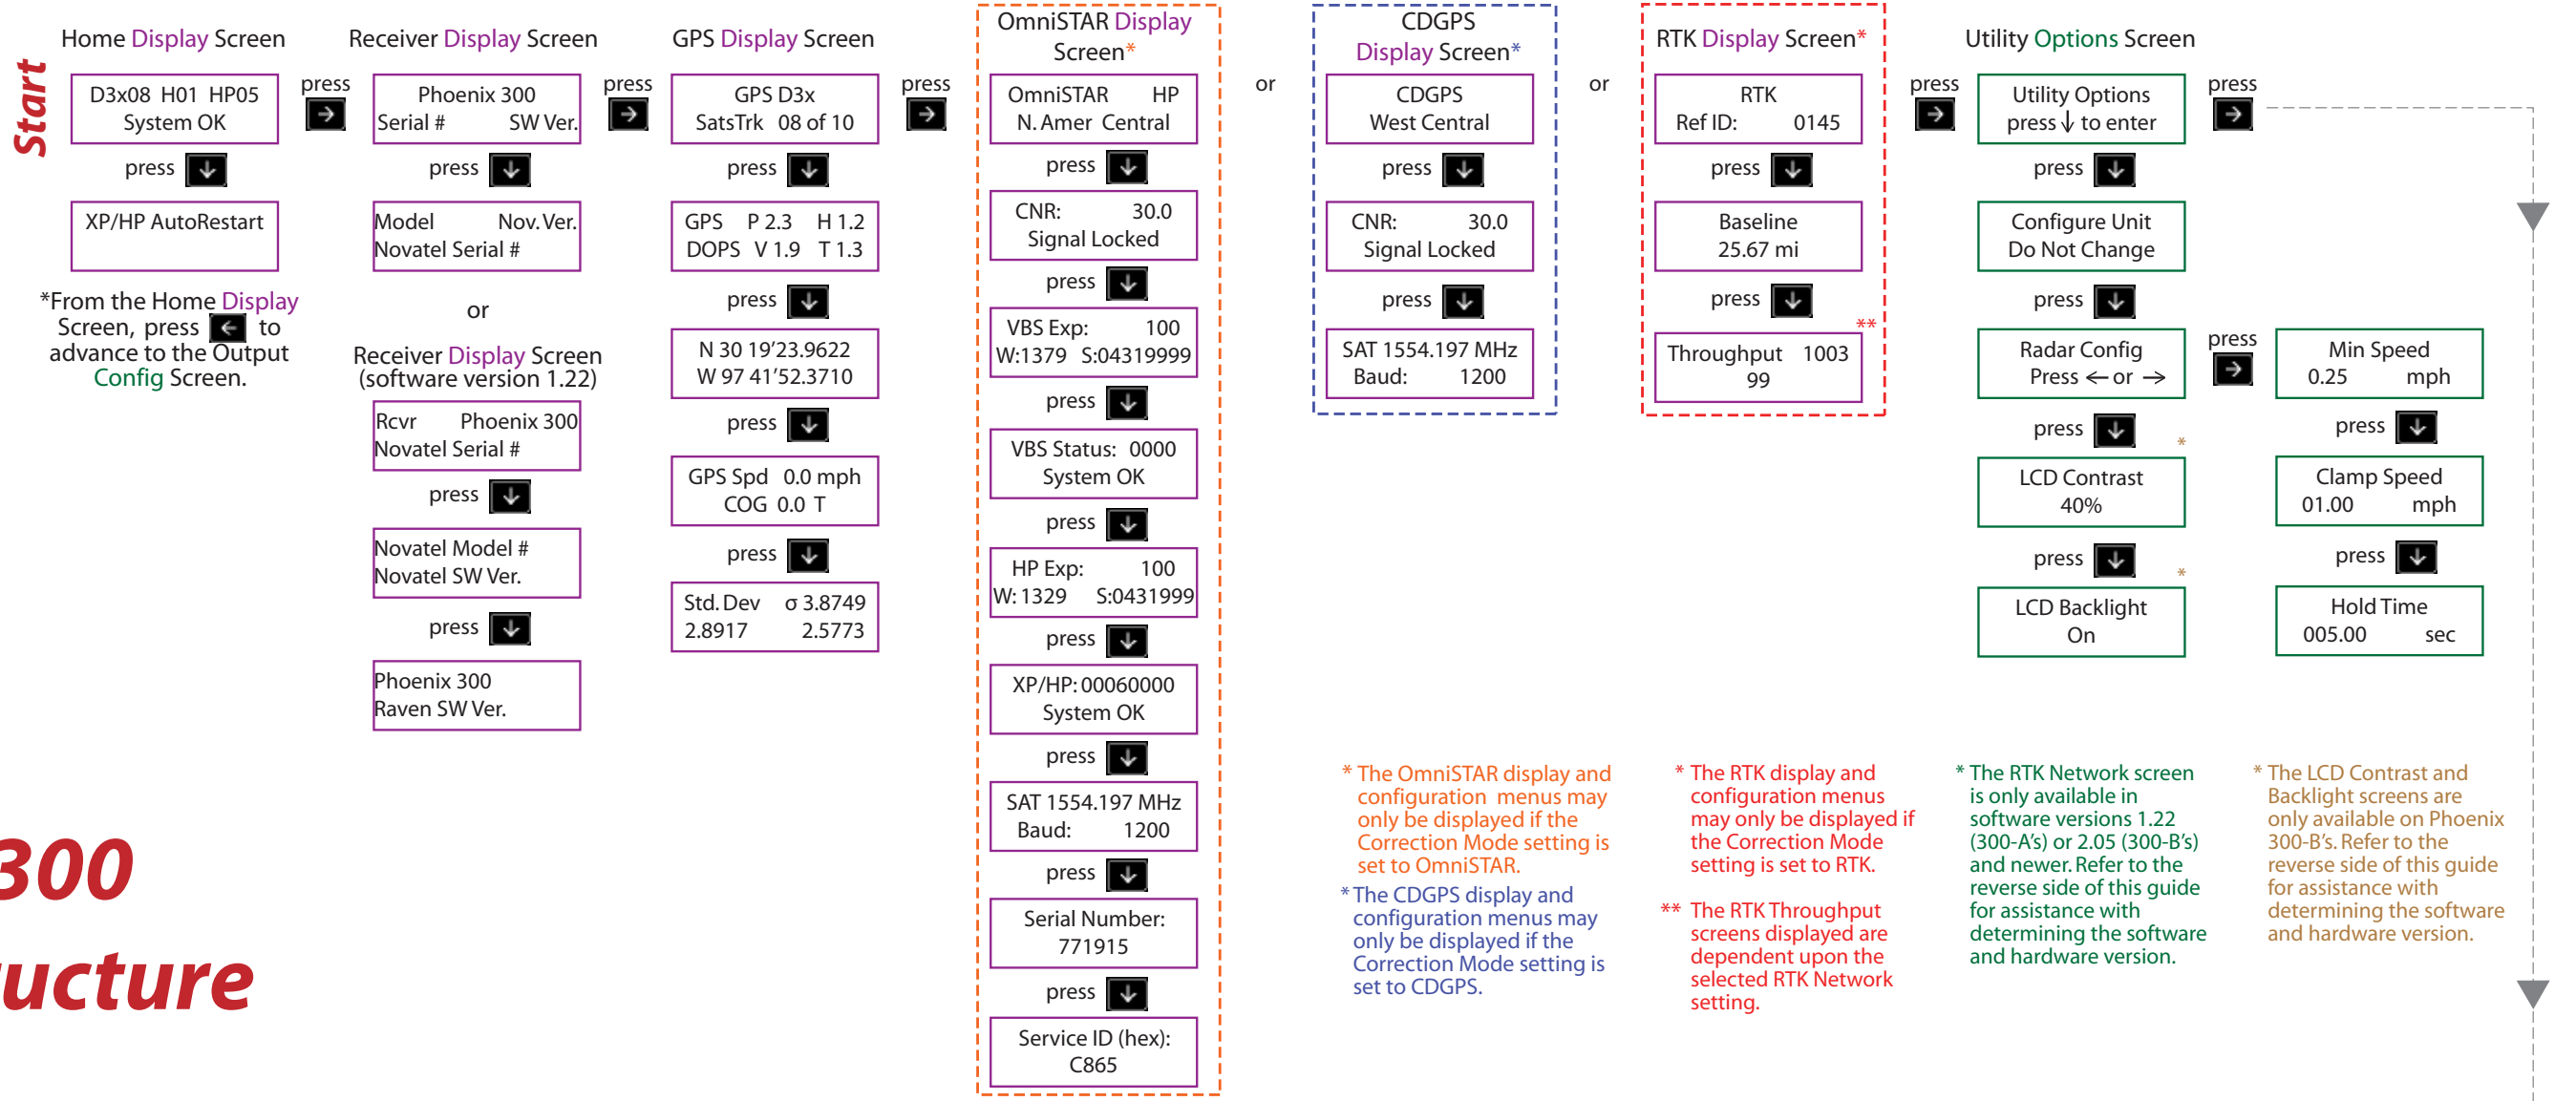 Start
Home Display Screen
D3x08 H01 HP05
System OK
press ↓
XP/HP AutoRestart
*From the Home Display
Screen, press ← to
advance to the Output
Config Screen.
press
→
Receiver Display Screen
Phoenix 300
Serial # SW Ver.
press ↓
Model Nov. Ver.
Novatel Serial #
or
Receiver Display Screen
(software version 1.22)
Rcvr Phoenix 300
Novatel Serial #
press ↓
Novatel Model #
Novatel SW Ver.
press ↓
Phoenix 300
Raven SW Ver.
press
→
GPS Display Screen
GPS D3x
SatsTrk 08 of 10
press ↓
GPS P 2.3 H 1.2
DOPS V 1.9 T 1.3
press ↓
N 30 19’23.9622
W 97 41’52.3710
press ↓
GPS Spd 0.0 mph
COG 0.0 T
press ↓
Std. Dev σ 3.8749
2.8917 2.5773
press
→
OmniSTAR Display
Screen*
OmniSTAR HP
N. Amer Central
press ↓
CNR: 30.0
Signal Locked
press ↓
VBS Exp: 100
W:1379 S:04319999
press ↓
VBS Status: 0000
System OK
press ↓
HP Exp: 100
W: 1329 S:0431999
press ↓
XP/HP: 00060000
System OK
press ↓
SAT 1554.197 MHz
Baud: 1200
press ↓
Serial Number:
771915
press ↓
Service ID (hex):
C865
or
CDGPS
Display Screen*
CDGPS
West Central
press ↓
CNR: 30.0
Signal Locked
press ↓
SAT 1554.197 MHz
Baud: 1200
or
RTK Display Screen*
RTK
Ref ID: 0145
press ↓
Baseline
25.67 mi
press ↓
**
Throughput 1003
99
press
→
Utility Options Screen
Utility Options
press ↓ to enter
press ↓
Configure Unit
Do Not Change
press ↓
Radar Config
Press ← or →
press ↓
*
LCD Contrast
40%
press ↓
*
LCD Backlight
On
press
→
press
→
Min Speed
0.25 mph
press ↓
Clamp Speed
01.00 mph
press ↓
Hold Time
005.00 sec
300
ucture
* The OmniSTAR display and
configuration menus may
only be displayed if the
Correction Mode setting is
set to OmniSTAR.
* The CDGPS display and
configuration menus may
only be displayed if the
Correction Mode setting is
set to CDGPS.
* The RTK display and
configuration menus
may only be displayed if
the Correction Mode
setting is set to RTK.
** The RTK Throughput
screens displayed are
dependent upon the
selected RTK Network
setting.
* The RTK Network screen
is only available in
software versions 1.22
(300-A’s) or 2.05 (300-B’s)
and newer. Refer to the
reverse side of this guide
for assistance with
determining the software
and hardware version.
* The LCD Contrast and
Backlight screens are
only available on Phoenix
300-B’s. Refer to the
reverse side of this guide
for assistance with
determining the software
and hardware version.